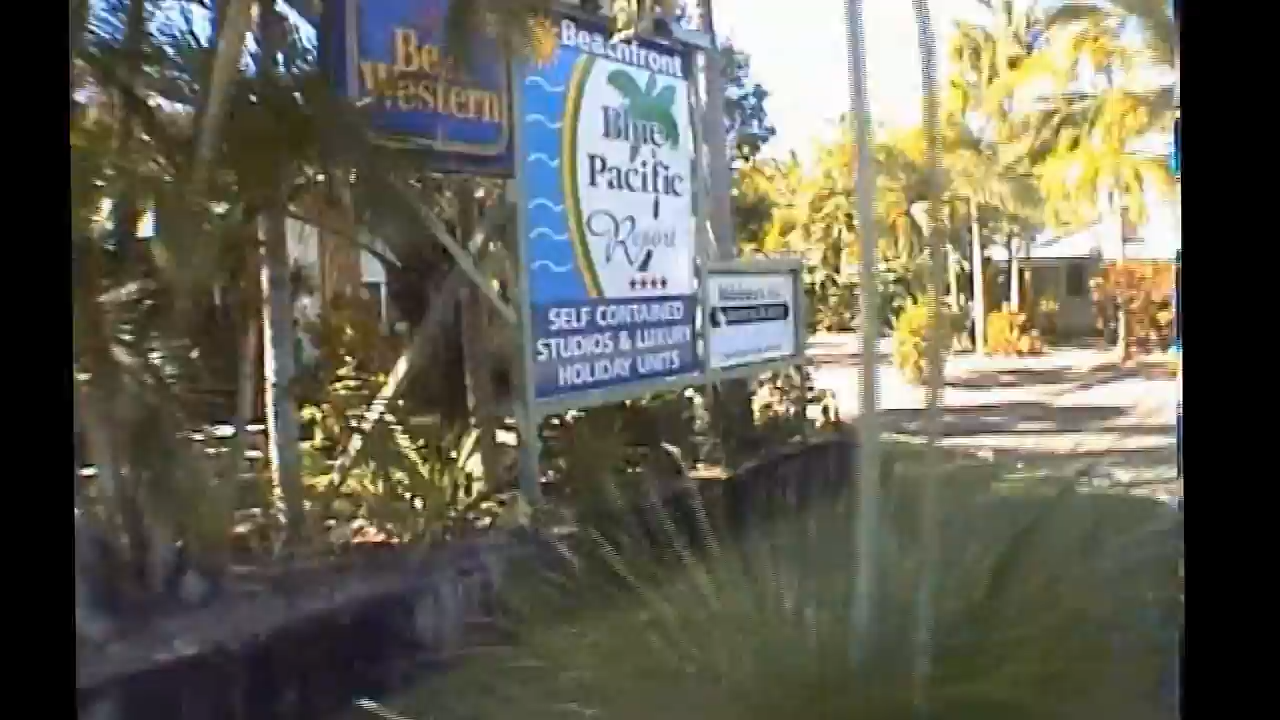 Best
Western
Beachfront
Blue
Pacific
Resort
SELF CONTAINED
STUDIOS & LUXURY
HOLIDAY UNITS